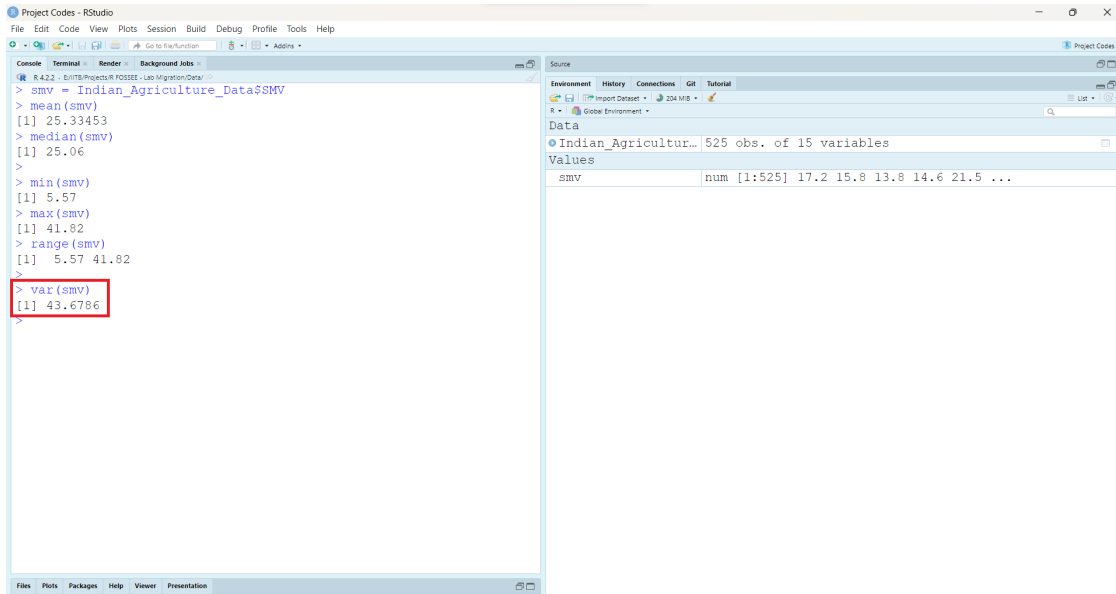 Project Codes - RStudio
File Edit Code View Plots Session Build Debug Profile Tools Help
Go to file/function Addins Project Codes
Console Terminal Render Background Jobs
R 4.2.2 · E:/IITB/Projects/R FOSSEE - Lab Migration/Data/
> smv = Indian_Agriculture_Data$SMV
> mean(smv)
[1] 25.33453
> median(smv)
[1] 25.06
>
> min(smv)
[1] 5.57
> max(smv)
[1] 41.82
> range(smv)
[1]  5.57 41.82
>
> var(smv)
[1] 43.6786
>
Source
Environment History Connections Git Tutorial
Import Dataset 204 MiB List
R Global Environment
Data
Indian_Agricultur… 525 obs. of 15 variables
Values
smv num [1:525] 17.2 15.8 13.8 14.6 21.5 ...
Files Plots Packages Help Viewer Presentation